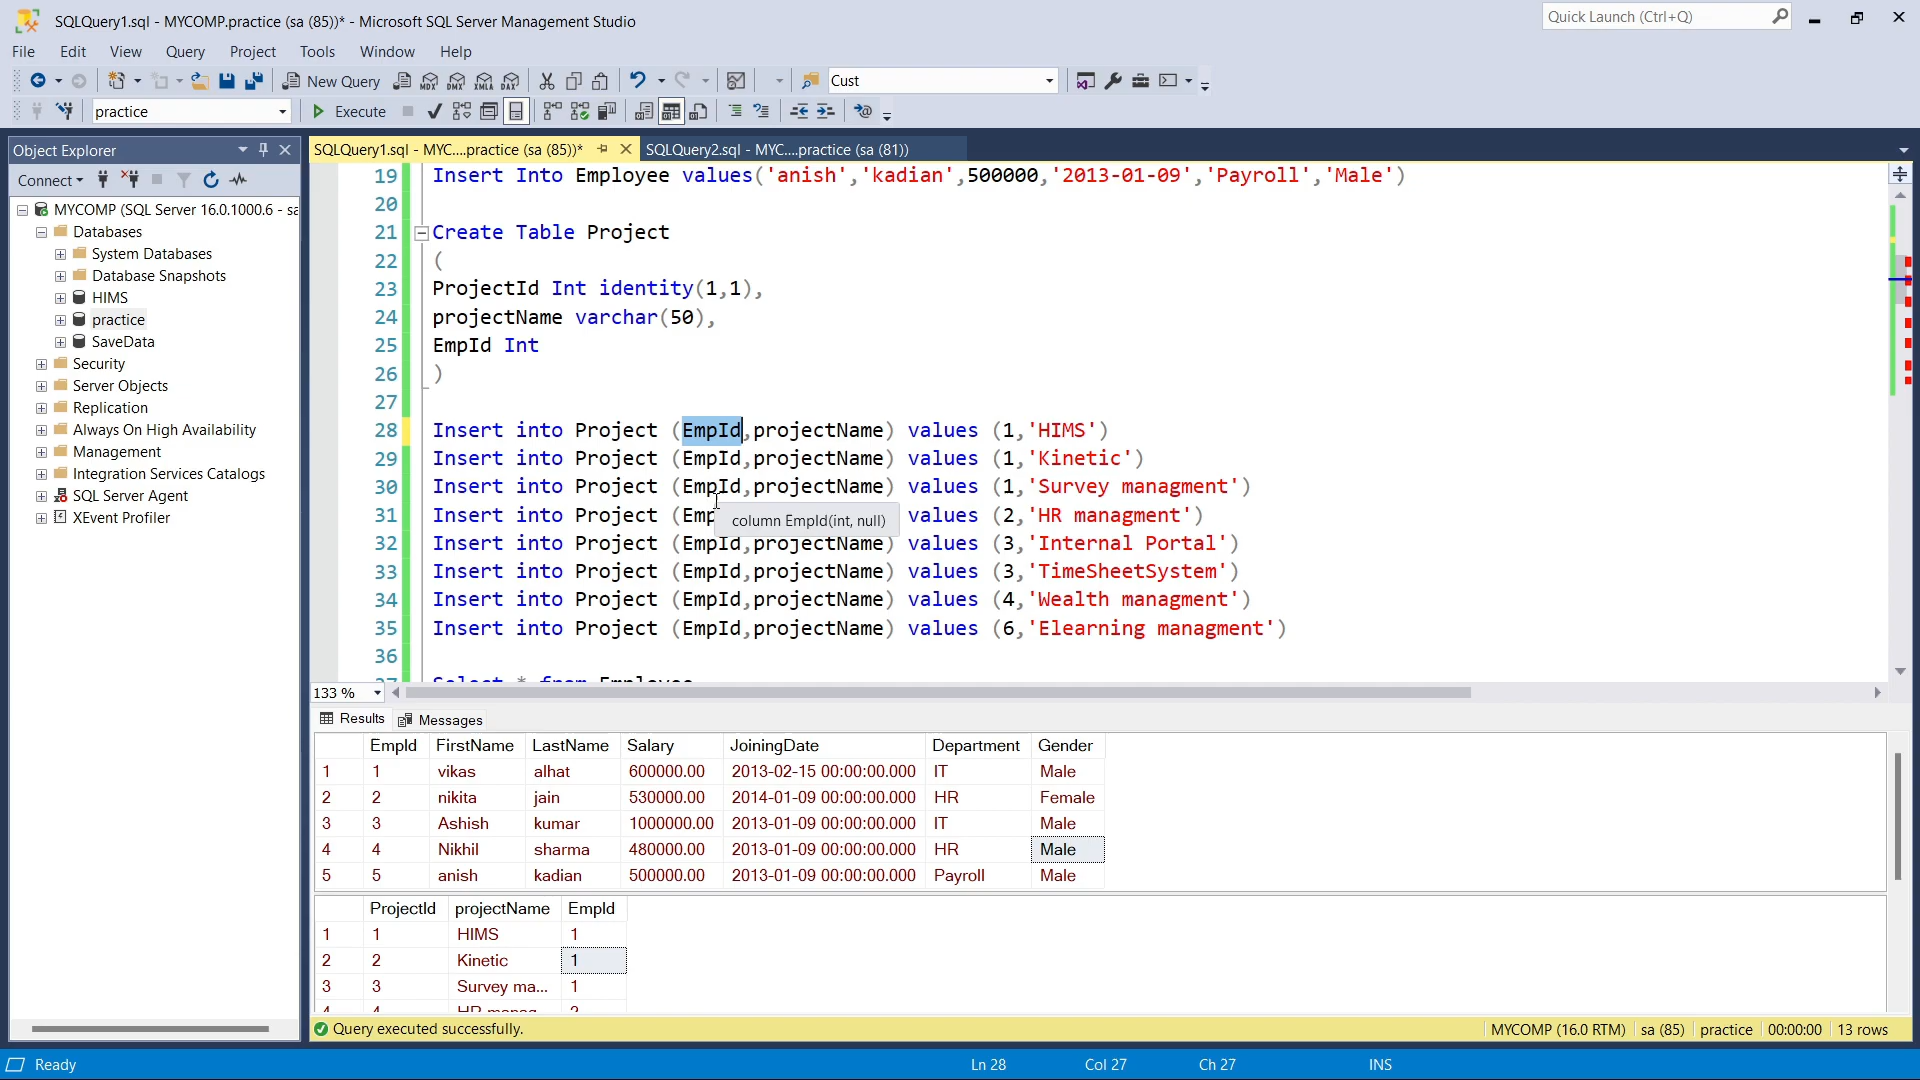 SQLQuery1.sql - MYCOMP.practice (sa (85))* - Microsoft SQL Server Management Studio
Quick Launch (Ctrl+Q)
File Edit View Query Project Tools Window Help
New Query MDX DMX XMLA DAX Cust
practice Execute
Object Explorer
SQLQuery1.sql - MYC....practice (sa (85))* SQLQuery2.sql - MYC....practice (sa (81))
Connect
MYCOMP (SQL Server 16.0.1000.6 - sa
Databases
System Databases
Database Snapshots
HIMS
practice
SaveData
Security
Server Objects
Replication
Always On High Availability
Management
Integration Services Catalogs
SQL Server Agent
XEvent Profiler
19 Insert Into Employee values('anish','kadian',500000,'2013-01-09','Payroll','Male')
20
21 Create Table Project
22 (
23 ProjectId Int identity(1,1),
24 projectName varchar(50),
25 EmpId Int
26 )
27
28 Insert into Project (EmpId,projectName) values (1,'HIMS')
29 Insert into Project (EmpId,projectName) values (1,'Kinetic')
30 Insert into Project (EmpId,projectName) values (1,'Survey managment')
31 Insert into Project (Emp values (2,'HR managment')
column EmpId(int, null)
32 Insert into Project (EmpId,projectName) values (3,'Internal Portal')
33 Insert into Project (EmpId,projectName) values (3,'TimeSheetSystem')
34 Insert into Project (EmpId,projectName) values (4,'Wealth managment')
35 Insert into Project (EmpId,projectName) values (6,'Elearning managment')
36
37 Select * from Employee
133 %
Results Messages
EmpId FirstName LastName Salary JoiningDate Department Gender
1 1 vikas alhat 600000.00 2013-02-15 00:00:00.000 IT Male
2 2 nikita jain 530000.00 2014-01-09 00:00:00.000 HR Female
3 3 Ashish kumar 1000000.00 2013-01-09 00:00:00.000 IT Male
4 4 Nikhil sharma 480000.00 2013-01-09 00:00:00.000 HR Male
5 5 anish kadian 500000.00 2013-01-09 00:00:00.000 Payroll Male
ProjectId projectName EmpId
1 1 HIMS 1
2 2 Kinetic 1
3 3 Survey ma... 1
4 4 HR manag... 2
Query executed successfully. MYCOMP (16.0 RTM) sa (85) practice 00:00:00 13 rows
Ready Ln 28 Col 27 Ch 27 INS